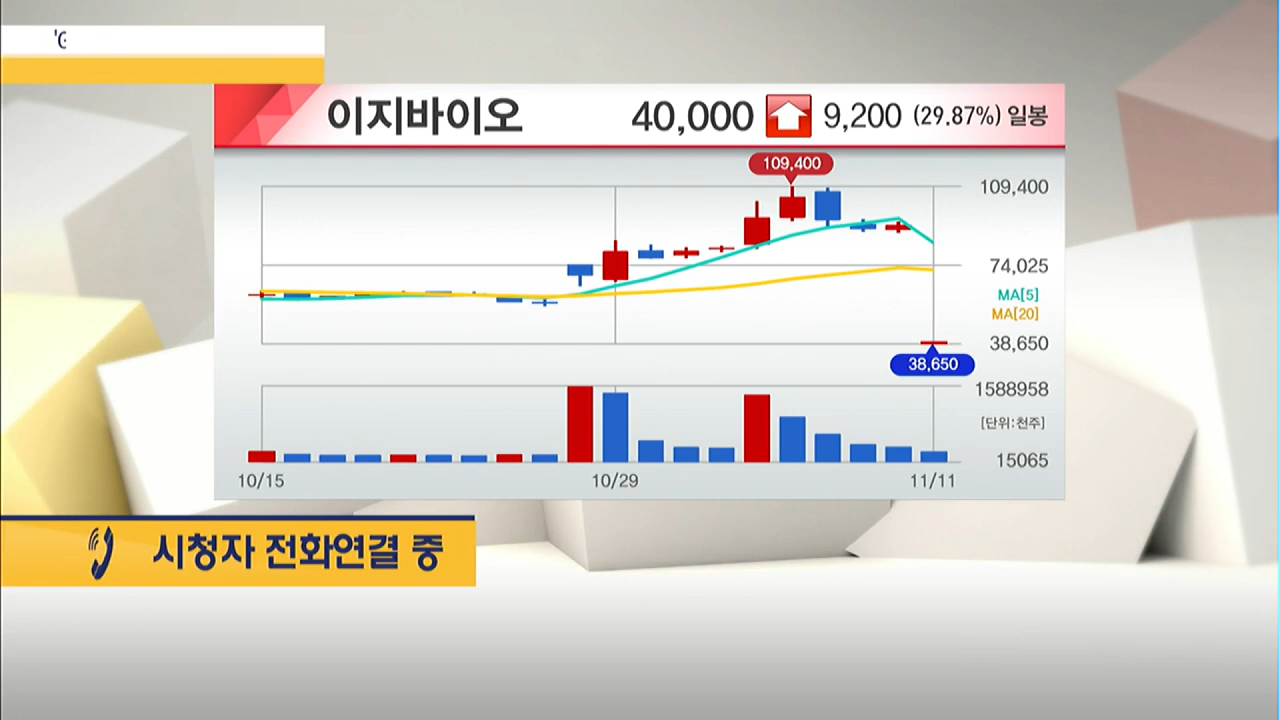 이지바이오 40,000 9,200 (29.87%) 일봉
109,400
109,400
74,025
MA[5]
MA[20]
38,650
38,650
1588958
[단위:천주]
15065
10/15 10/29 11/11
시청자 전화연결 중